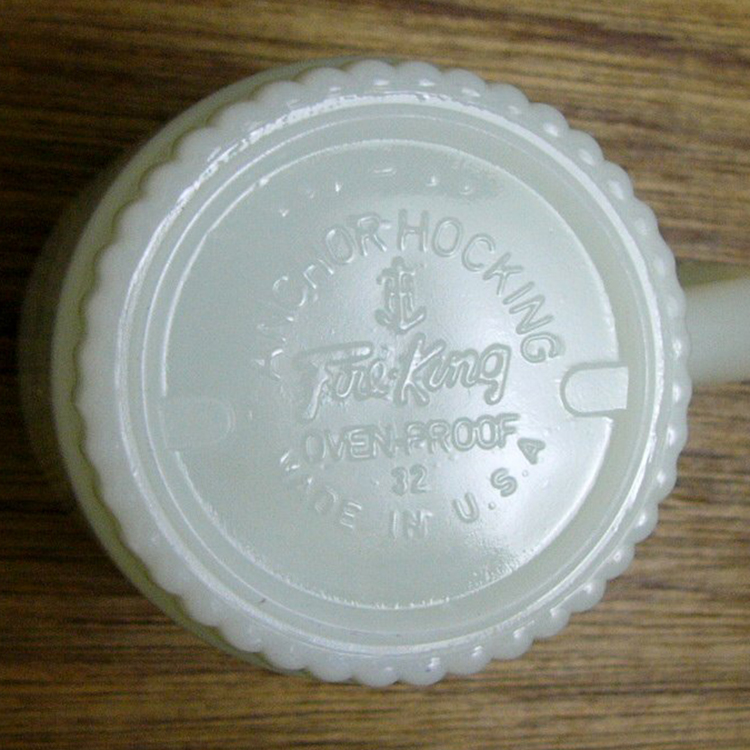 ANCHOR HOCKING
Fire-King
OVEN-PROOF
32
MADE IN U.S.A